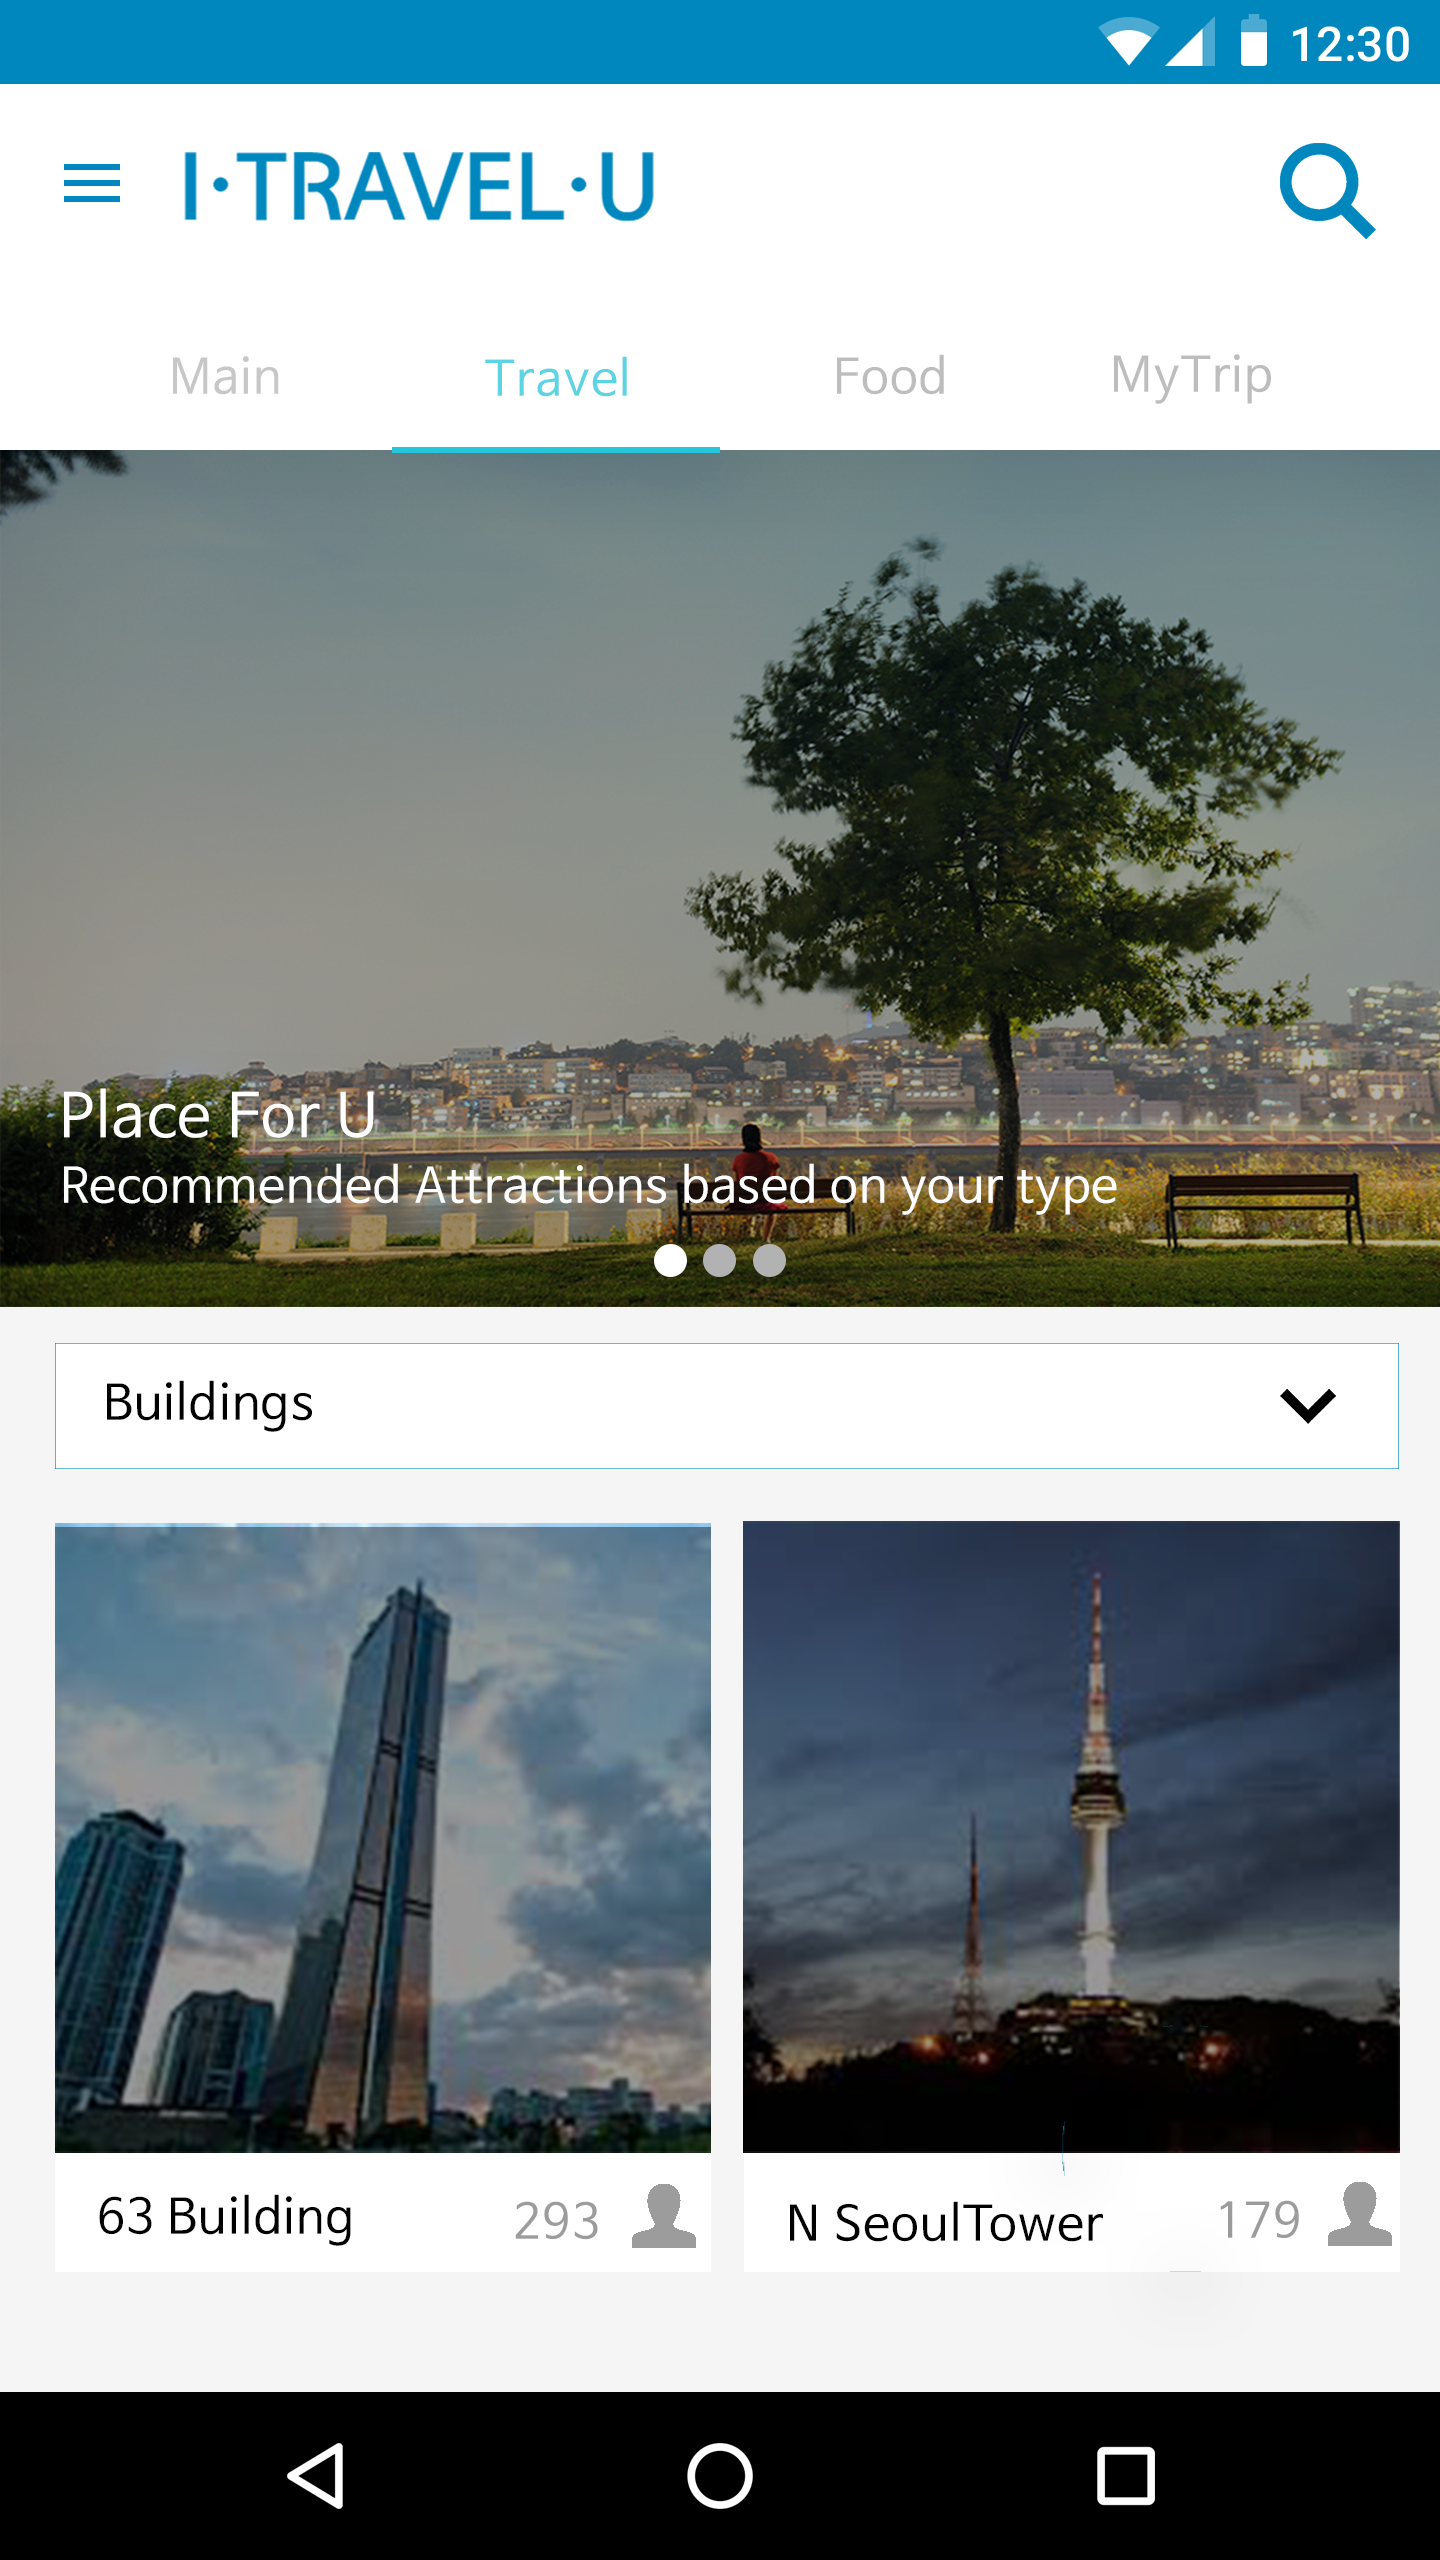 12:30
I·TRAVEL·U
Main Travel Food MyTrip
Place For U
Recommended Attractions based on your type
Buildings
63 Building 293
N SeoulTower 179